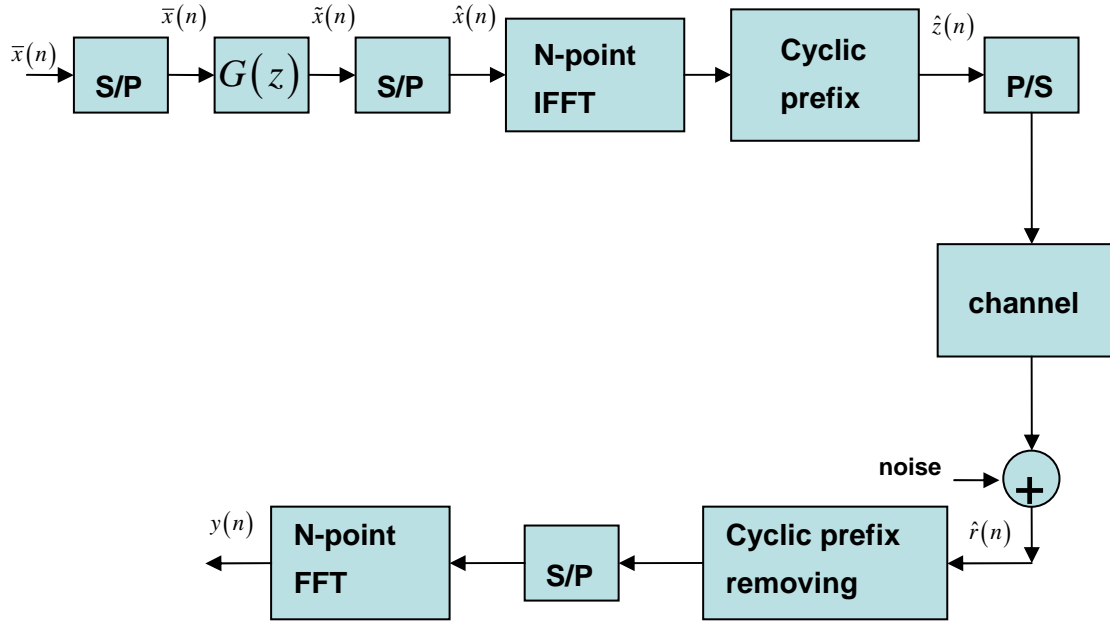 x̅(n)
S/P
x̅(n)
G(z)
x̃(n)
S/P
x̂(n)
N-point
IFFT
Cyclic
prefix
ẑ(n)
P/S
channel
noise
+
r̂(n)
Cyclic prefix
removing
S/P
N-point
FFT
y(n)